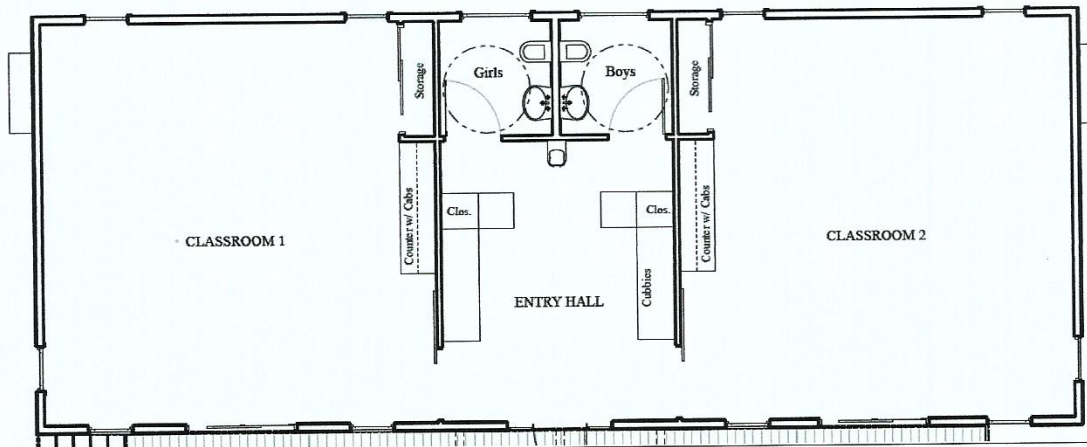 Storage
Girls
Boys
Storage
Counter w/ Cabs
Clos.
Clos.
Counter w/ Cabs
CLASSROOM 1
CLASSROOM 2
ENTRY HALL
Cubbies